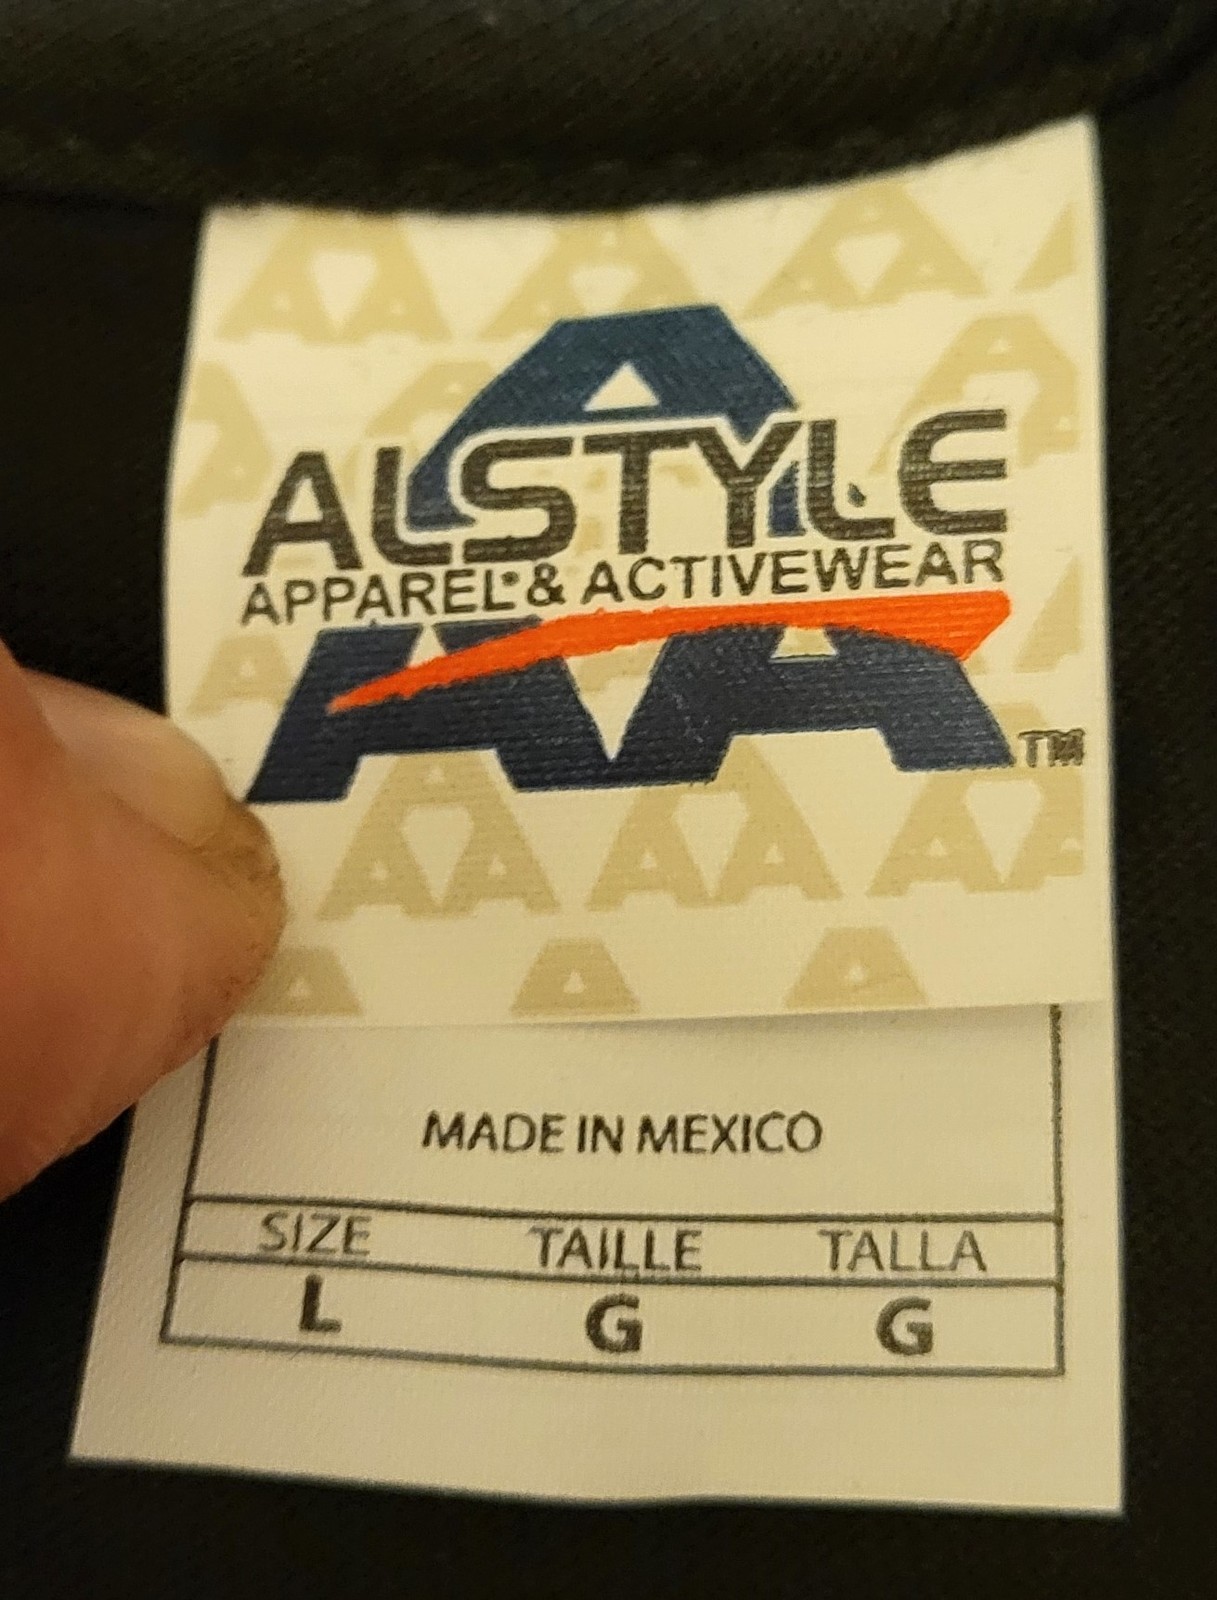 ALSTYLE
APPAREL & ACTIVEWEAR
AAA
TM
MADE IN MEXICO
SIZE TAILLE TALLA
L G G